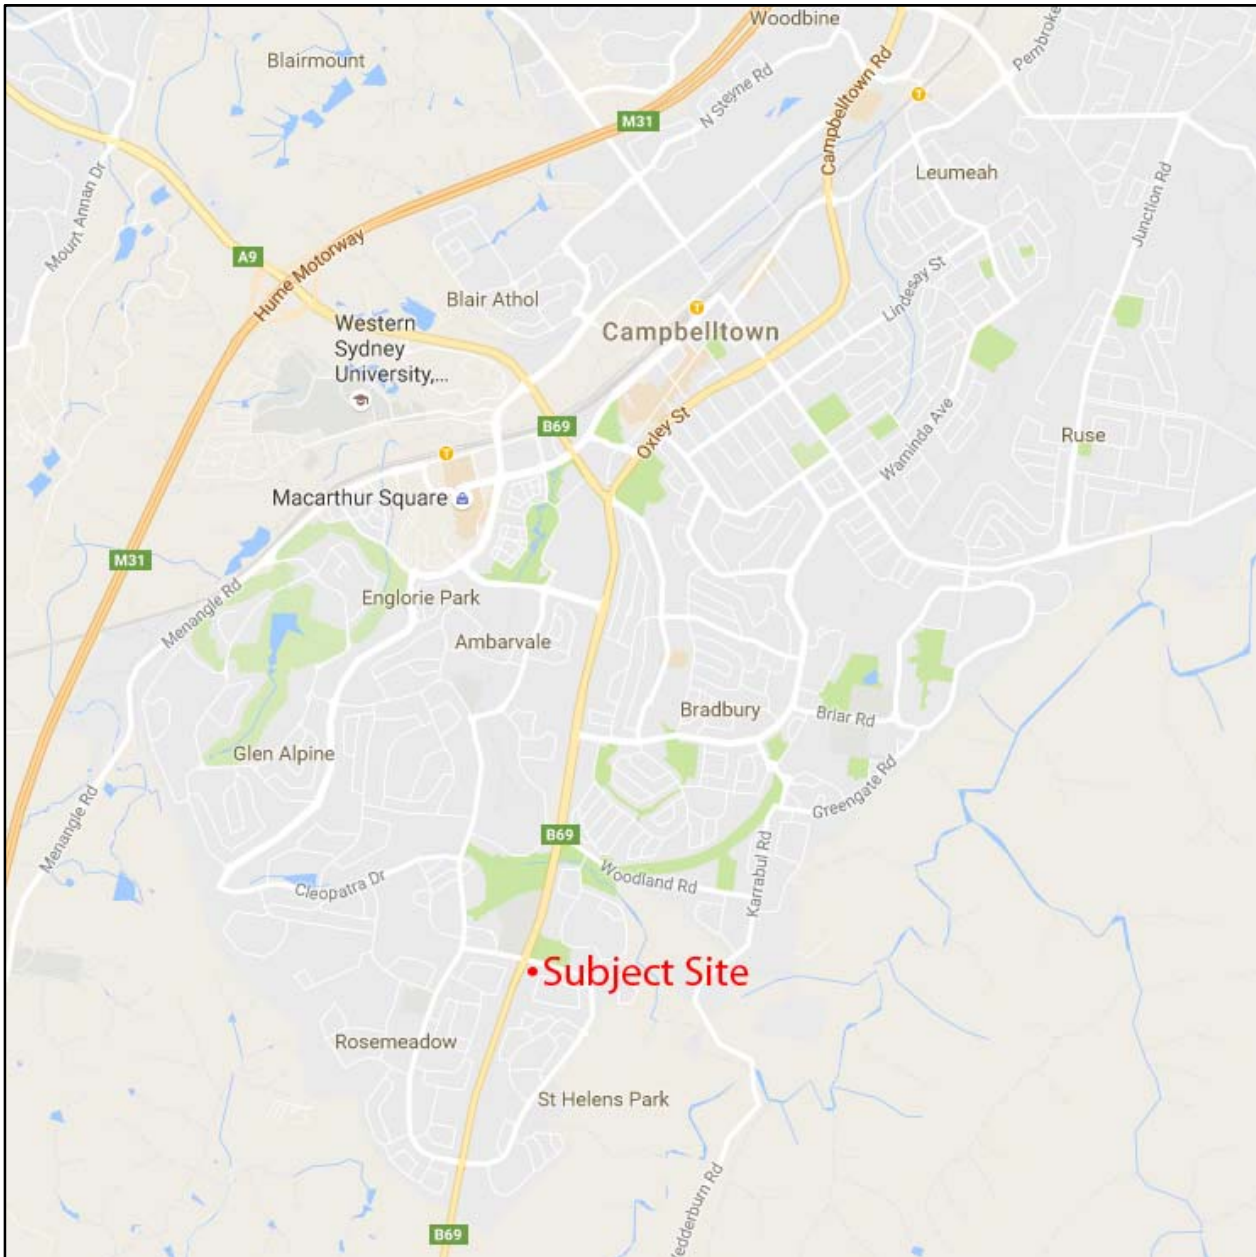 Woodbine
Blairmount
Pembroke
N Steyne Rd
Campbelltown Rd
M31
Leumeah
Mount Annan Dr
Junction Rd
A9
Hume Motorway
Blair Athol
Lindesay St
Western
Sydney
University,...
Campbelltown
B69
Oxley St
Waminda Ave
Ruse
Macarthur Square
M31
Menangle Rd
Englorie Park
Ambarvale
Bradbury
Briar Rd
Glen Alpine
Greengate Rd
Menangle Rd
B69
Woodland Rd
Karrabul Rd
Cleopatra Dr
Subject Site
Rosemeadow
St Helens Park
Wedderburn Rd
B69